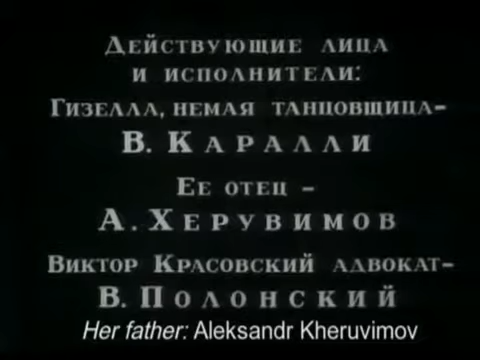 Действующие лица
и исполнители:
Гизелла, немая танцовщица-
В. Каралли
Ее отец -
А. Херувимов
Виктор Красовский адвокат-
В. Полонский
Her father: Aleksandr Kheruvimov